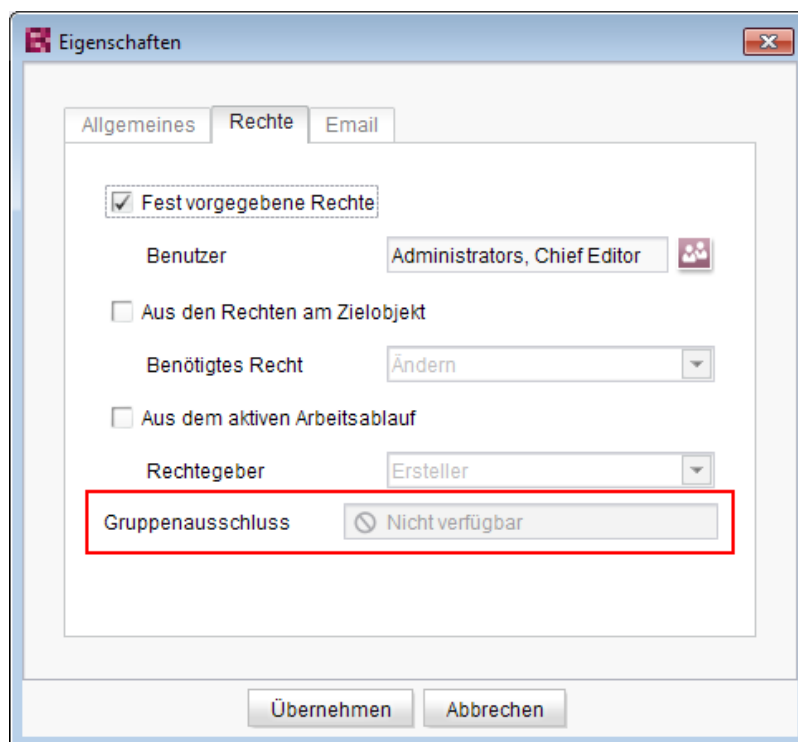 Eigenschaften
Allgemeines Rechte Email
Fest vorgegebene Rechte
Benutzer Administrators, Chief Editor
Aus den Rechten am Zielobjekt
Benötigtes Recht Ändern
Aus dem aktiven Arbeitsablauf
Rechtegeber Ersteller
Gruppenausschluss Nicht verfügbar
Übernehmen Abbrechen